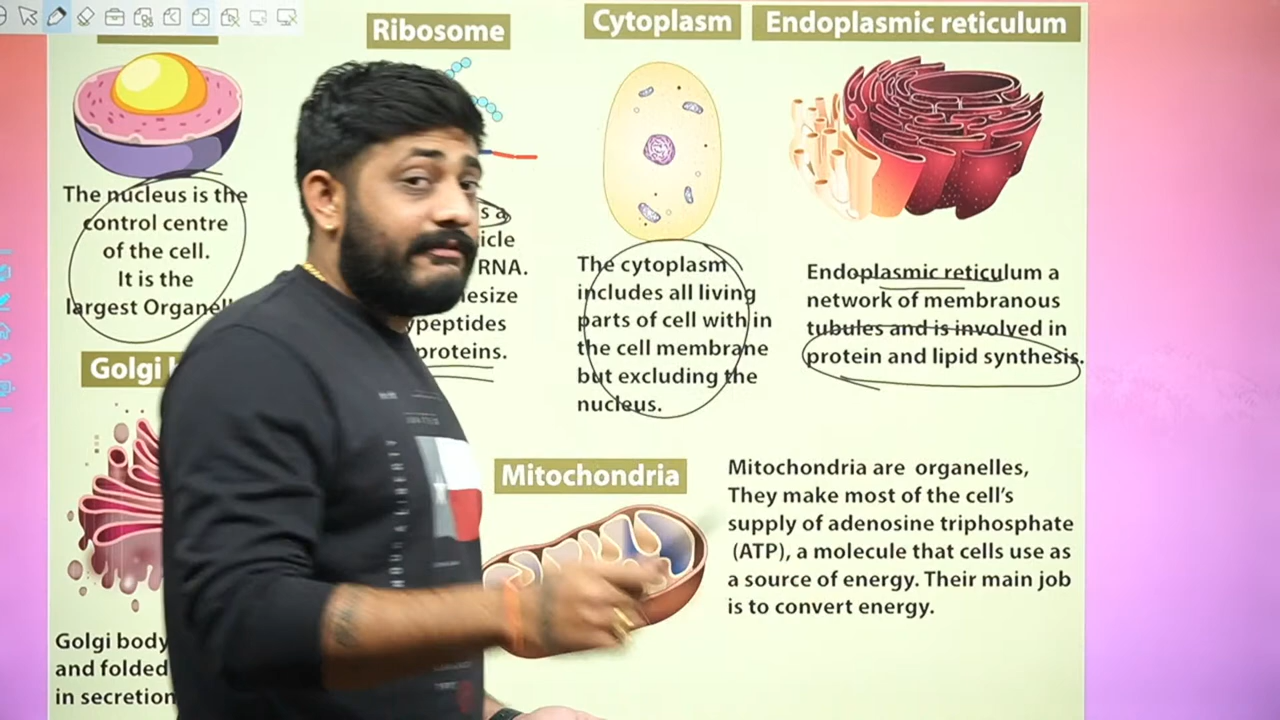 Ribosome
Cytoplasm
Endoplasmic reticulum
The nucleus is the
control centre
of the cell.
It is the
largest
s a
RNA.
proteins.
The cytoplasm
includes all living
parts of cell with in
the cell membrane
but excluding the
nucleus.
Endoplasmic reticulum a
network of membranous
tubules and is involved in
protein and lipid synthesis.
Golgi
Golgi body
and folded
in secretion
Mitochondria
Mitochondria are organelles,
They make most of the cell's
supply of adenosine triphosphate
(ATP), a molecule that cells use as
a source of energy. Their main job
is to convert energy.